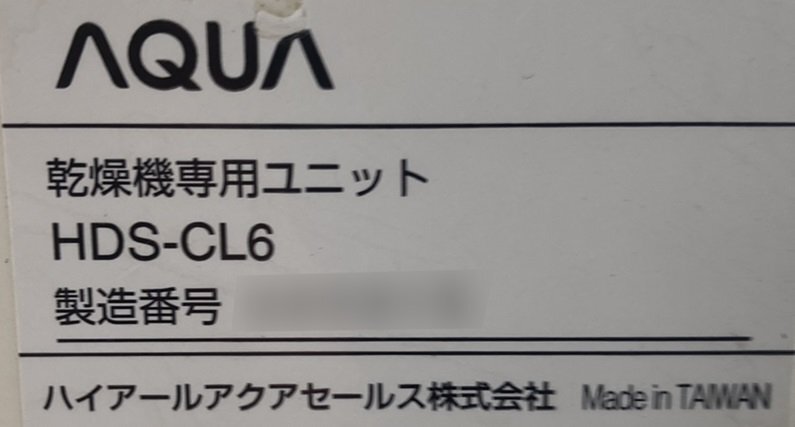 AQUA
乾燥機専用ユニット
HDS-CL6
製造番号
ハイアールアクアセールス株式会社 Made in TAIWAN